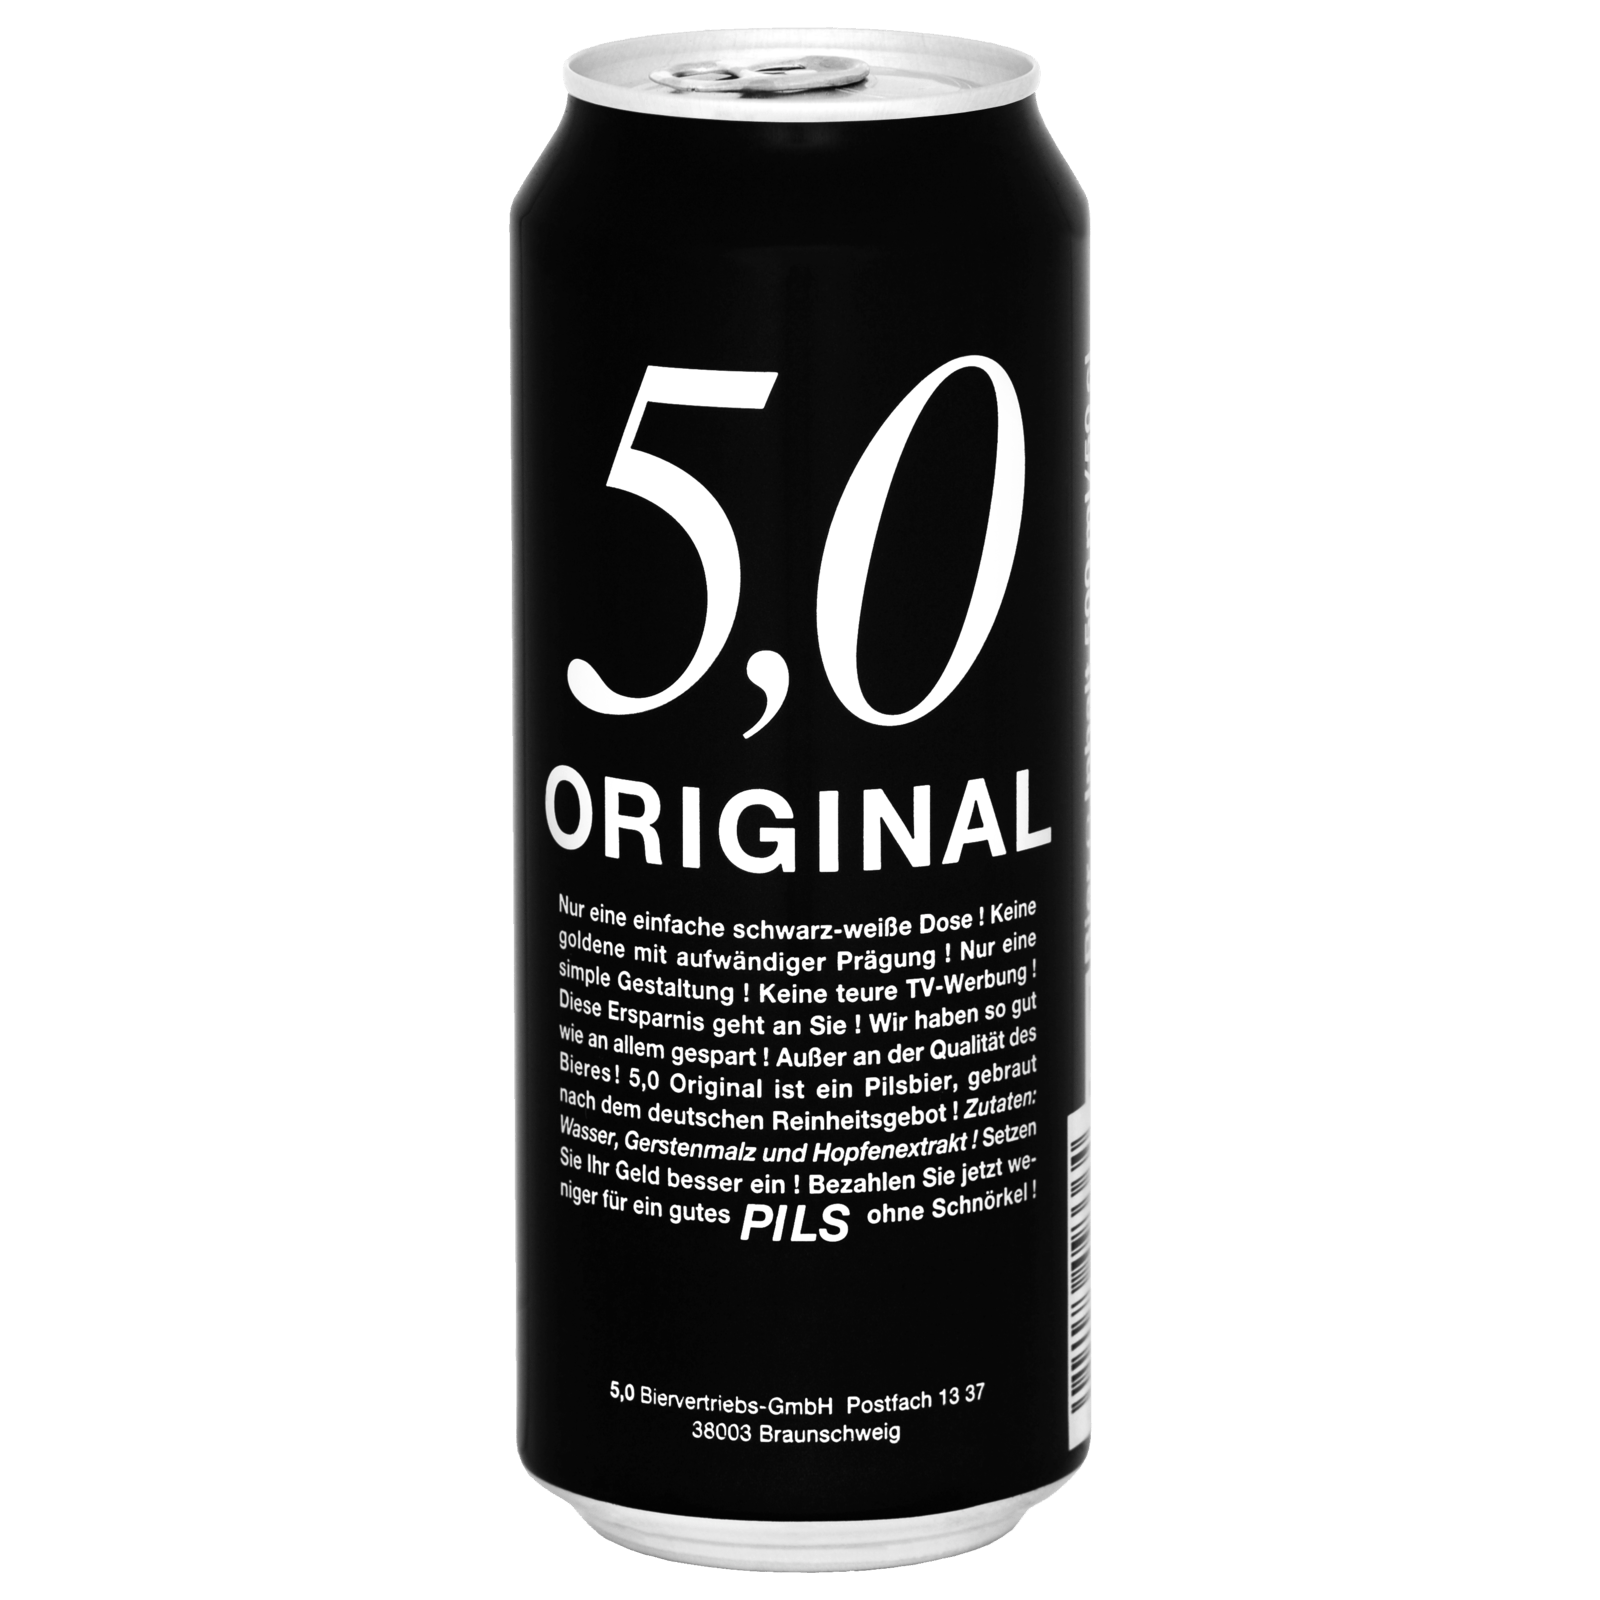 5,0
ORIGINAL
Nur eine einfache schwarz-weiße Dose ! Keine
goldene mit aufwändiger Prägung ! Nur eine
simple Gestaltung ! Keine teure TV-Werbung !
Diese Ersparnis geht an Sie ! Wir haben so gut
wie an allem gespart ! Außer an der Qualität des
Bieres! 5,0 Original ist ein Pilsbier, gebraut
nach dem deutschen Reinheitsgebot ! Zutaten:
Wasser, Gerstenmalz und Hopfenextrakt ! Setzen
Sie Ihr Geld besser ein ! Bezahlen Sie jetzt we-
niger für ein gutes PILS ohne Schnörkel !
5,0 Biervertriebs-GmbH Postfach 13 37
38003 Braunschweig